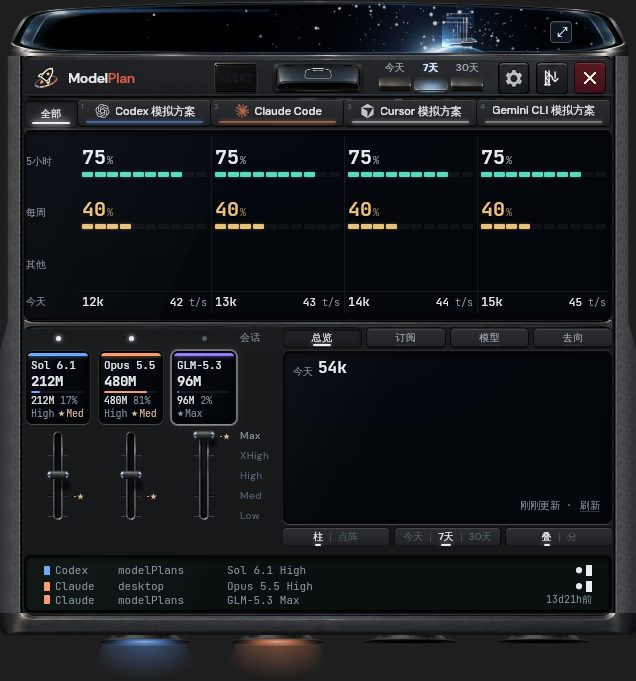 ModelPlan ALERT 今天 7天 30天
全部 1 Codex 模拟方案 2 Claude Code 3 Cursor 模拟方案 4 Gemini CLI 模拟方案
5小时 75% 75% 75% 75%
每周 40% 40% 40% 40%
其他
今天 12k 42 t/s 13k 43 t/s 14k 44 t/s 15k 45 t/s
会话 总览 订阅 模型 去向
Sol 6.1 Opus 5.5 GLM-5.3
212M 480M 96M
212M 17% 480M 81% 96M 2%
High ★Med High ★Med ★Max
今天 54k
-★ Max
XHigh
High
-★ -★ Med
Low
刚刚更新 · 刷新
柱 | 点阵 今天 | 7天 | 30天 叠 | 分
Codex modelPlans Sol 6.1 High
Claude desktop Opus 5.5 High
Claude modelPlans GLM-5.3 Max 13d21h前